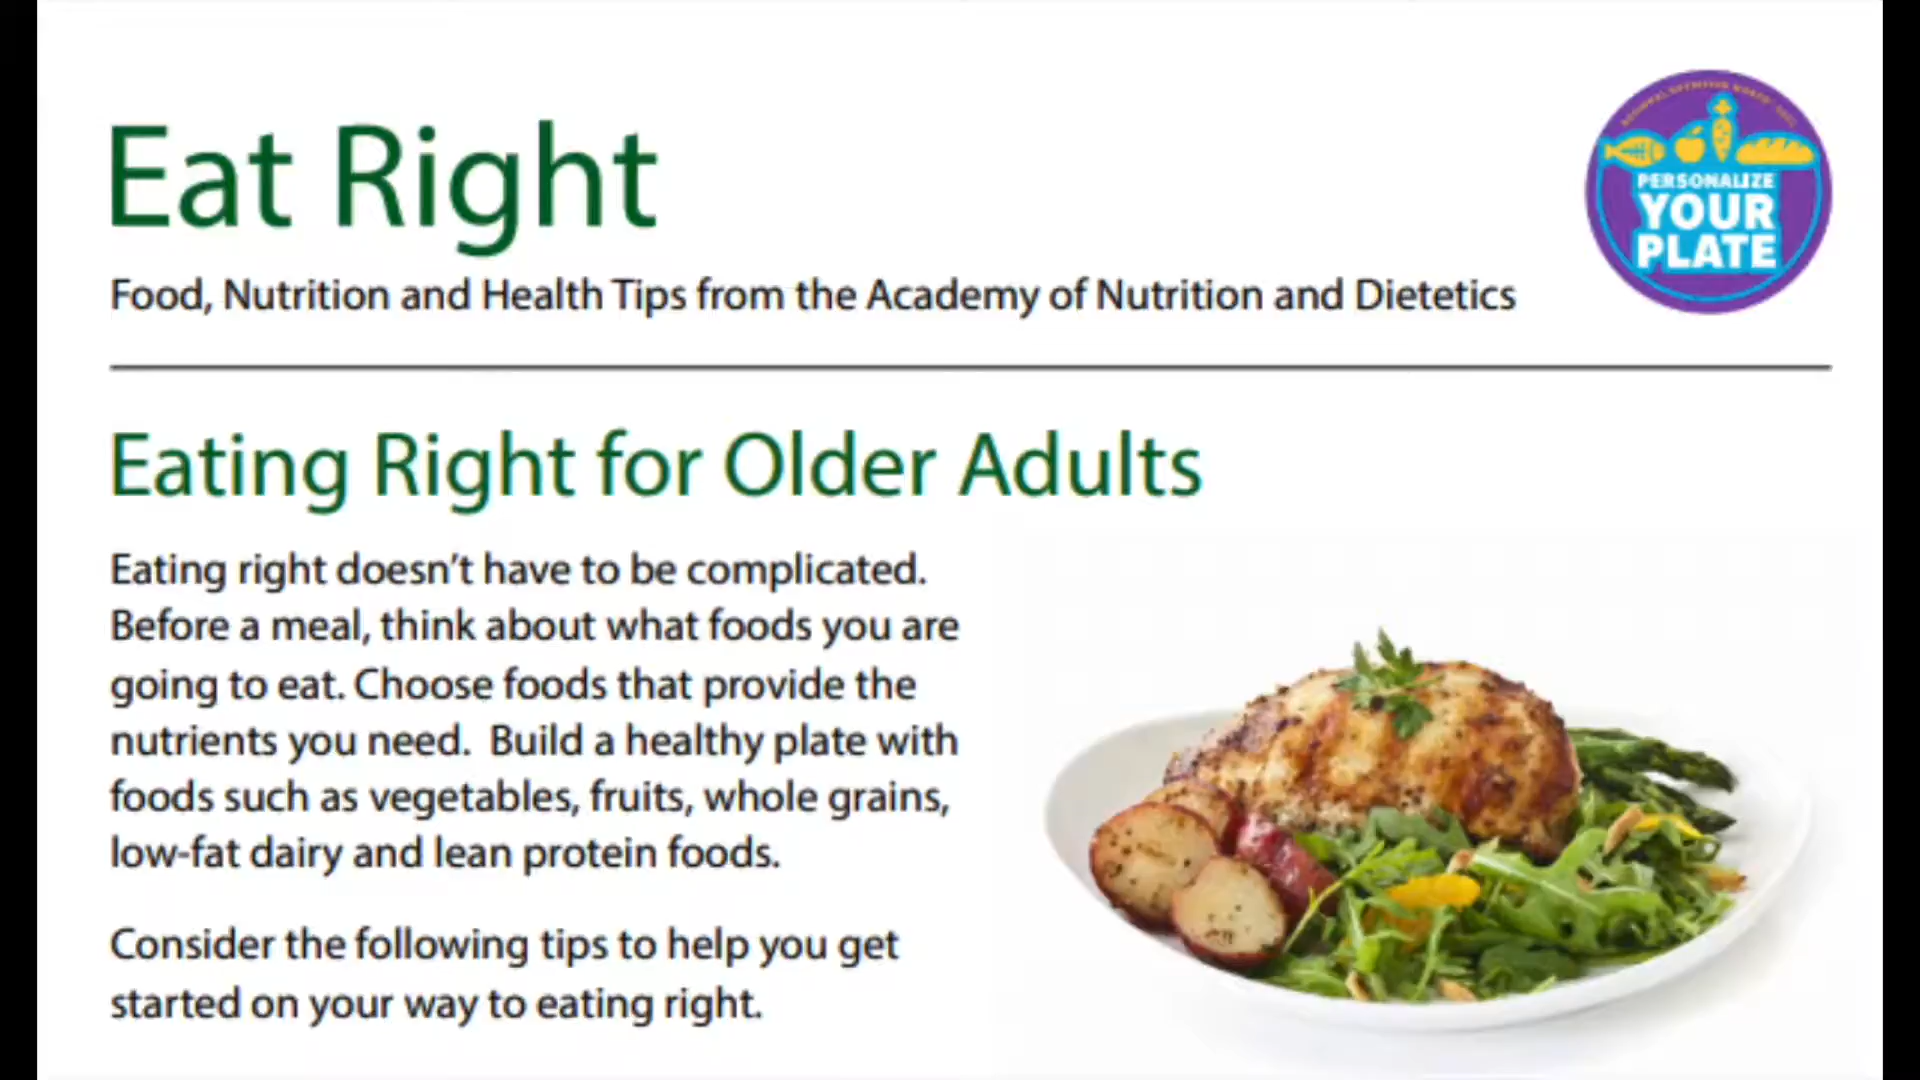 Eat Right
Food, Nutrition and Health Tips from the Academy of Nutrition and Dietetics
PERSONALIZE
YOUR
PLATE
Eating Right for Older Adults
Eating right doesn't have to be complicated.
Before a meal, think about what foods you are
going to eat. Choose foods that provide the
nutrients you need.  Build a healthy plate with
foods such as vegetables, fruits, whole grains,
low-fat dairy and lean protein foods.
Consider the following tips to help you get
started on your way to eating right.